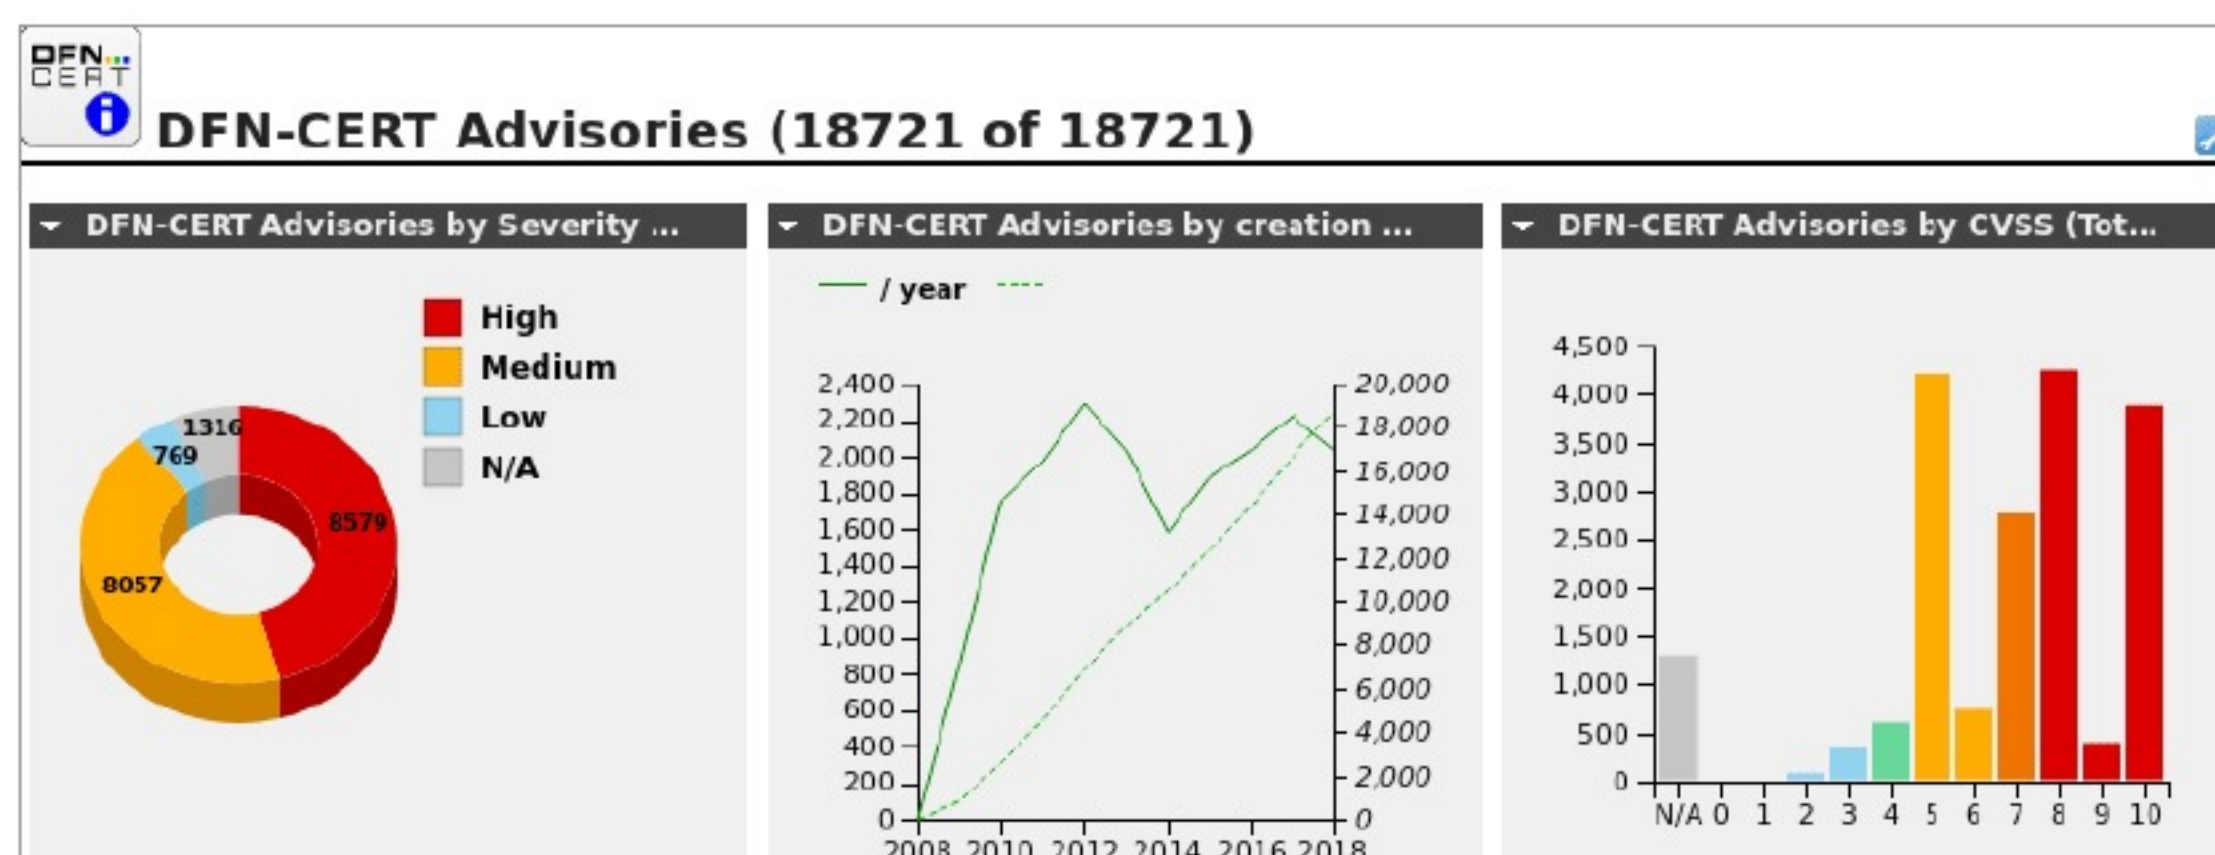 DFN...
CERT
DFN-CERT Advisories (18721 of 18721)
DFN-CERT Advisories by Severity ...
High
Medium
Low
N/A
1316
769
8579
8057
DFN-CERT Advisories by creation ...
/ year
2,400
2,200
2,000
1,800
1,600
1,400
1,200
1,000
800
600
400
200
0
20,000
18,000
16,000
14,000
12,000
10,000
8,000
6,000
4,000
2,000
0
2008 2010 2012 2014 2016 2018
DFN-CERT Advisories by CVSS (Tot...
4,500
4,000
3,500
3,000
2,500
2,000
1,500
1,000
500
0
N/A 0 1 2 3 4 5 6 7 8 9 10